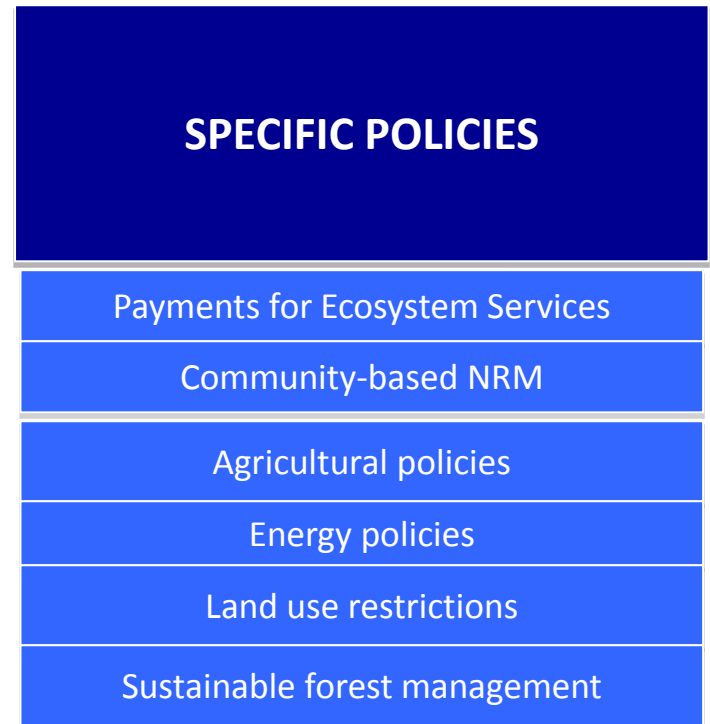 SPECIFIC POLICIES
Payments for Ecosystem Services
Community-based NRM
Agricultural policies
Energy policies
Land use restrictions
Sustainable forest management